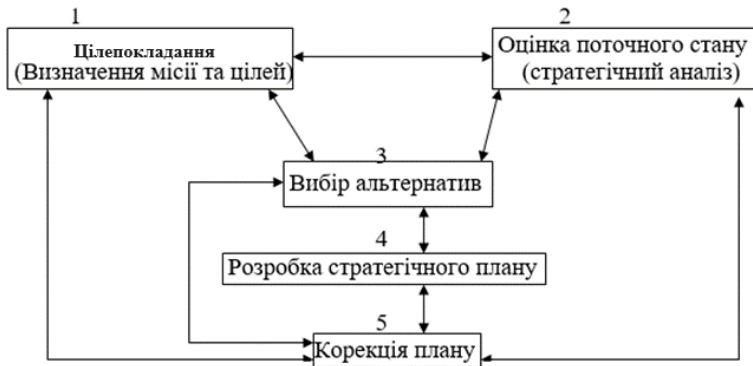 1
Цілепокладання
(Визначення місії та цілей)
2
Оцінка поточного стану
(стратегічний аналіз)
3
Вибір альтернатив
4
Розробка стратегічного плану
5
Корекція плану